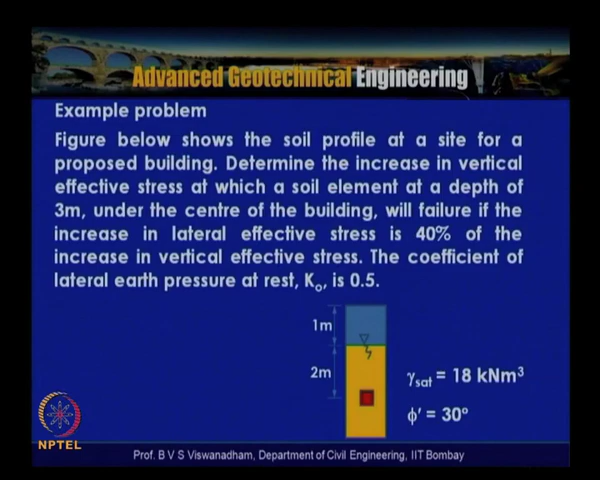 Advanced Geotechnical Engineering
Example problem
Figure below shows the soil profile at a site for a
proposed building. Determine the increase in vertical
effective stress at which a soil element at a depth of
3m, under the centre of the building, will failure if the
increase in lateral effective stress is 40% of the
increase in vertical effective stress. The coefficient of
lateral earth pressure at rest, Kₒ, is 0.5.
1m
2m
γsat = 18 kNm³
ϕ′ = 30°
NPTEL
Prof. B V S Viswanadham, Department of Civil Engineering, IIT Bombay